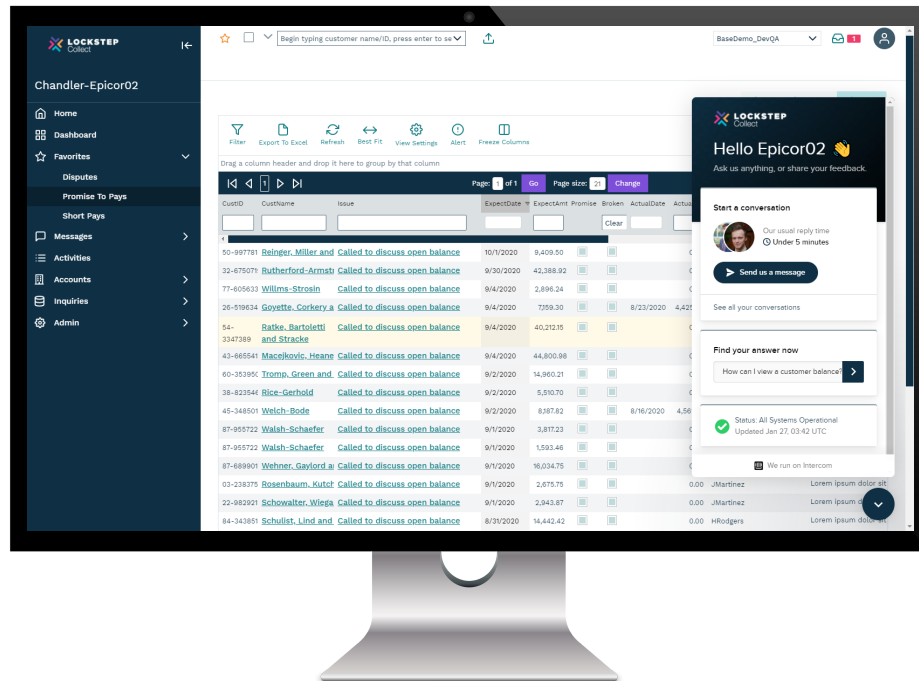 LOCKSTEP
Collect
Chandler-Epicor02
Home
Dashboard
Favorites
Disputes
Promise To Pays
Short Pays
Messages
Activities
Accounts
Inquiries
Admin
Begin typing customer name/ID, press enter to se
BaseDemo_DevQA
1
Filter
Export To Excel
Refresh
Best Fit
View Settings
Alert
Freeze Columns
Drag a column header and drop it here to group by that column
1
Page: 1 of 1 Go Page size: 21 Change
CustID CustName Issue ExpectDate ExpectAmt Promise Broken ActualDate
Clear
50-997781 Reinger, Miller and Called to discuss open balance 10/1/2020 9,409.50
32-675071 Rutherford-Armst Called to discuss open balance 9/30/2020 42,388.92
77-605633 Willms-Strosin Called to discuss open balance 9/4/2020 2,896.24
26-519634 Goyette, Corkery a Called to discuss open balance 9/4/2020 7,159.30 8/23/2020
54-
3347389
Ratke, Bartoletti
and Stracke
Called to discuss open balance 9/4/2020 40,212.15
43-665541 Macejkovic, Heane Called to discuss open balance 9/4/2020 44,800.98
60-35395 Tromp, Green and Called to discuss open balance 9/2/2020 14,960.21
38-82354 Rice-Gerhold Called to discuss open balance 9/2/2020 5,510.70
45-348501 Welch-Bode Called to discuss open balance 9/2/2020 8,187.82 8/16/2020
87-955722 Walsh-Schaefer Called to discuss open balance 9/1/2020 3,817.23
87-955722 Walsh-Schaefer Called to discuss open balance 9/1/2020 1,593.46
87-689901 Wehner, Gaylord a Called to discuss open balance 9/1/2020 16,034.75
03-238375 Rosenbaum, Kutch Called to discuss open balance 9/1/2020 2,675.75 0.00 JMartinez Lorem ipsum dolor sit
22-982921 Schowalter, Wiega Called to discuss open balance 9/1/2020 2,943.87 0.00 JMartinez Lorem ipsum
84-343851 Schulist, Lind and Called to discuss open balance 8/31/2020 14,442.42 0.00 HRodgers Lorem ipsum dolor sit
LOCKSTEP
Collect
Hello Epicor02 👋
Ask us anything, or share your feedback.
Start a conversation
Our usual reply time
Under 5 minutes
Send us a message
See all your conversations
Find your answer now
How can I view a customer balance?
Status: All Systems Operational
Updated Jan 27, 03:42 UTC
We run on Intercom